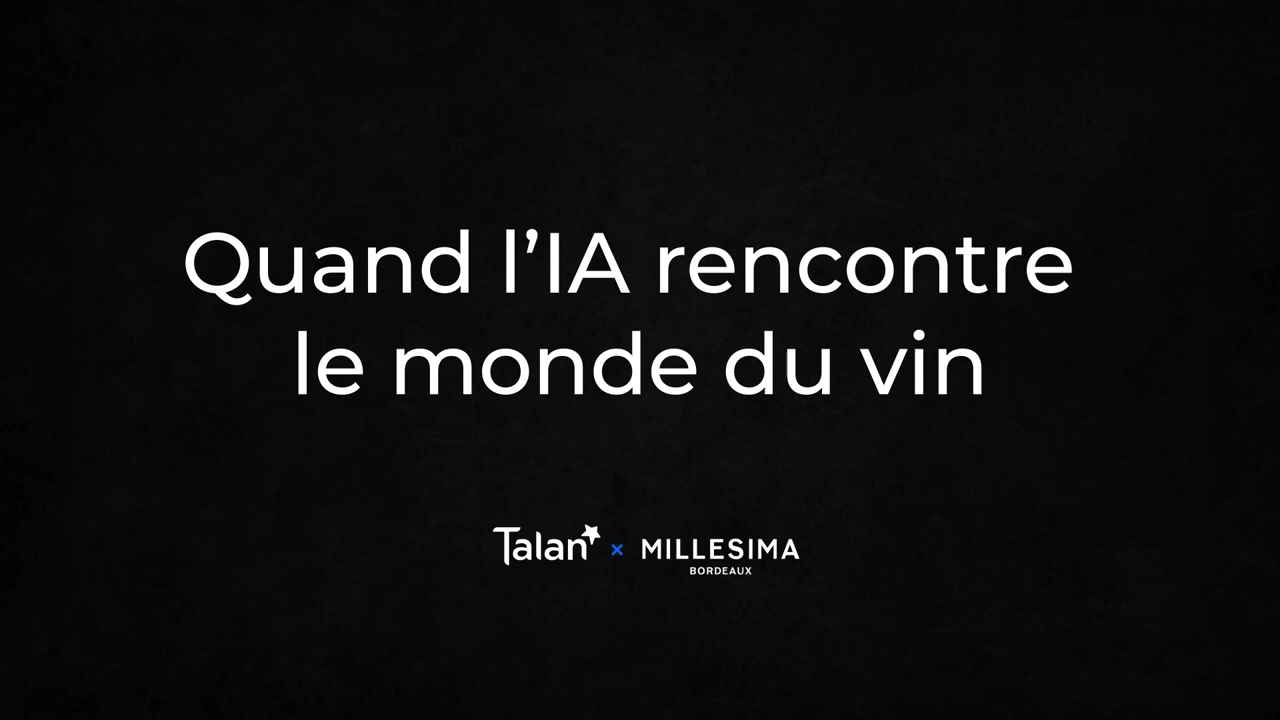 Quand l’IA rencontre
le monde du vin
Talan × MILLESIMA
BORDEAUX